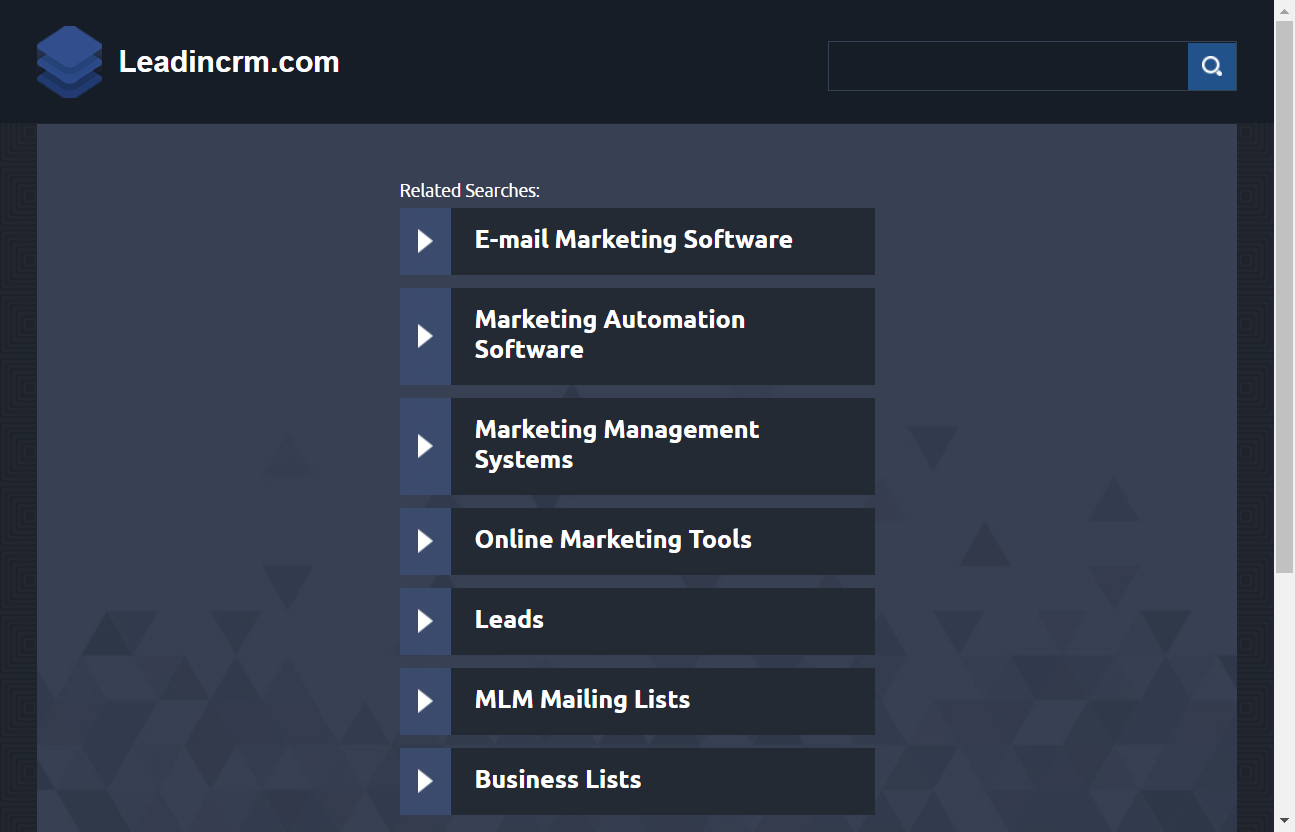 Leadincrm.com
Related Searches:
E-mail Marketing Software
Marketing Automation
Software
Marketing Management
Systems
Online Marketing Tools
Leads
MLM Mailing Lists
Business Lists